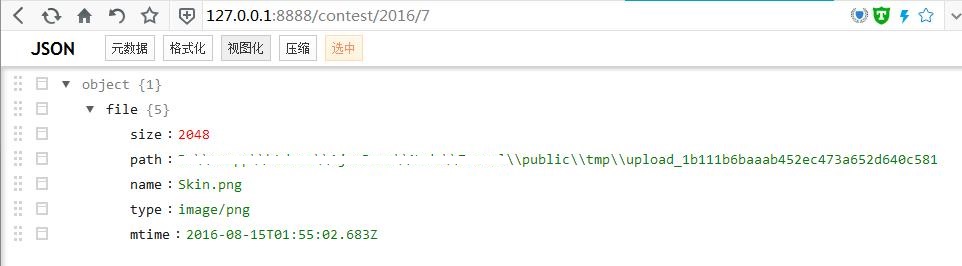 127.0.0.1:8888/contest/2016/7
JSON 元数据 格式化 视图化 压缩 选中
object {1}
file {5}
size：2048
path：\\public\\tmp\\upload_1b111b6baaab452ec473a652d640c581
name：Skin.png
type：image/png
mtime：2016-08-15T01:55:02.683Z